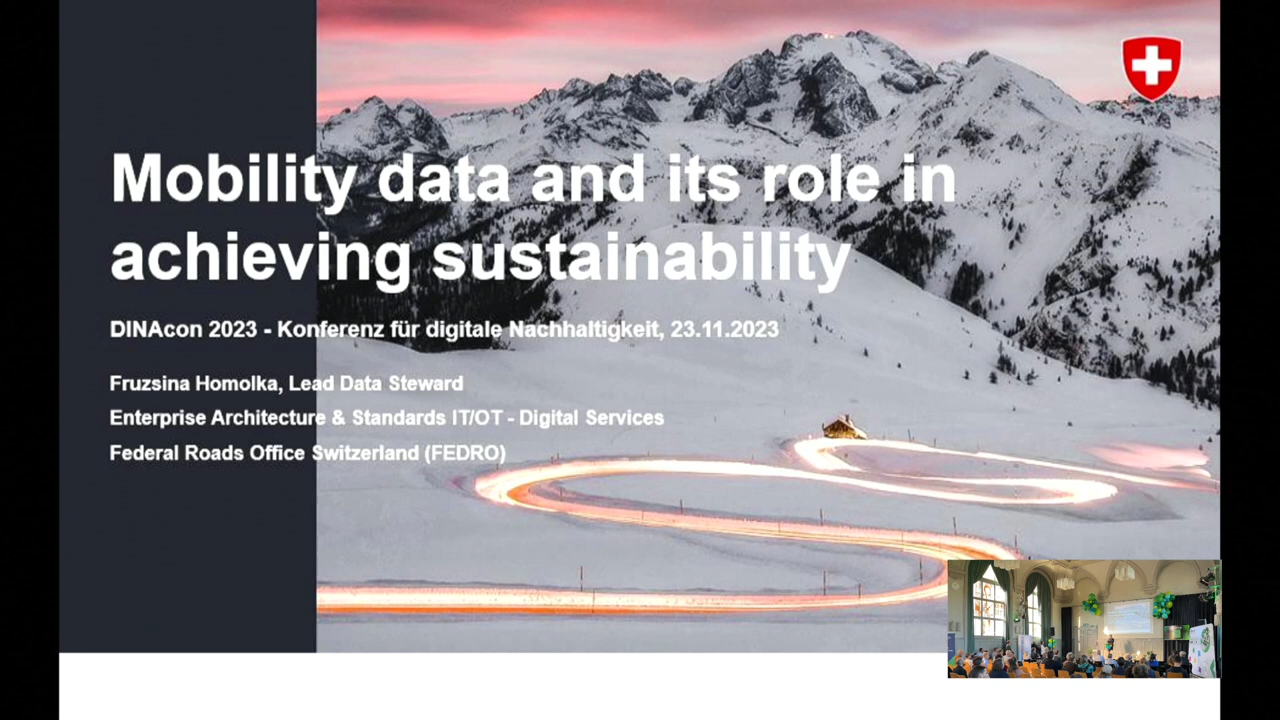 Mobility data and its role in
achieving sustainability
DINAcon 2023 - Konferenz für digitale Nachhaltigkeit, 23.11.2023
Fruzsina Homolka, Lead Data Steward
Enterprise Architecture & Standards IT/OT - Digital Services
Federal Roads Office Switzerland (FEDRO)